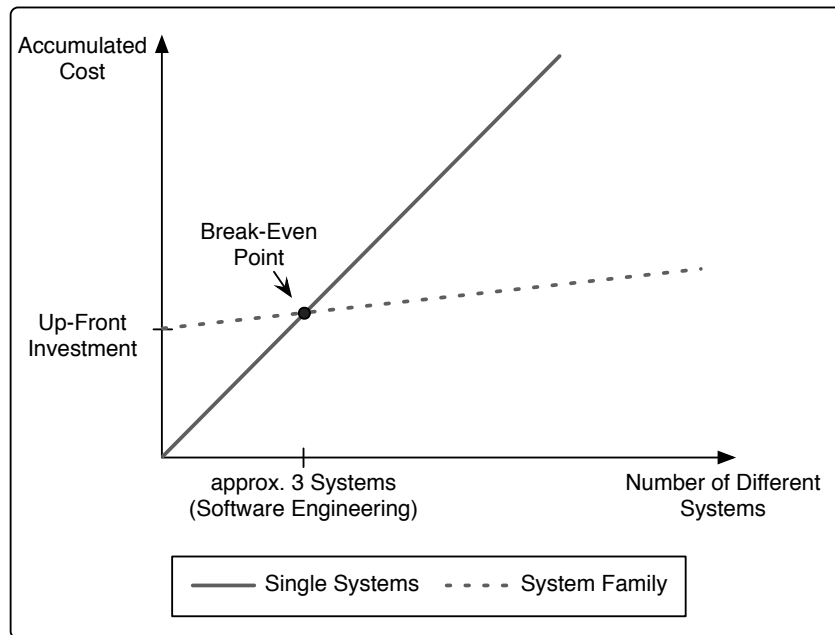 Accumulated
Cost
Break-Even
Point
Up-Front
Investment
approx. 3 Systems
(Software Engineering)
Number of Different
Systems
Single Systems
System Family